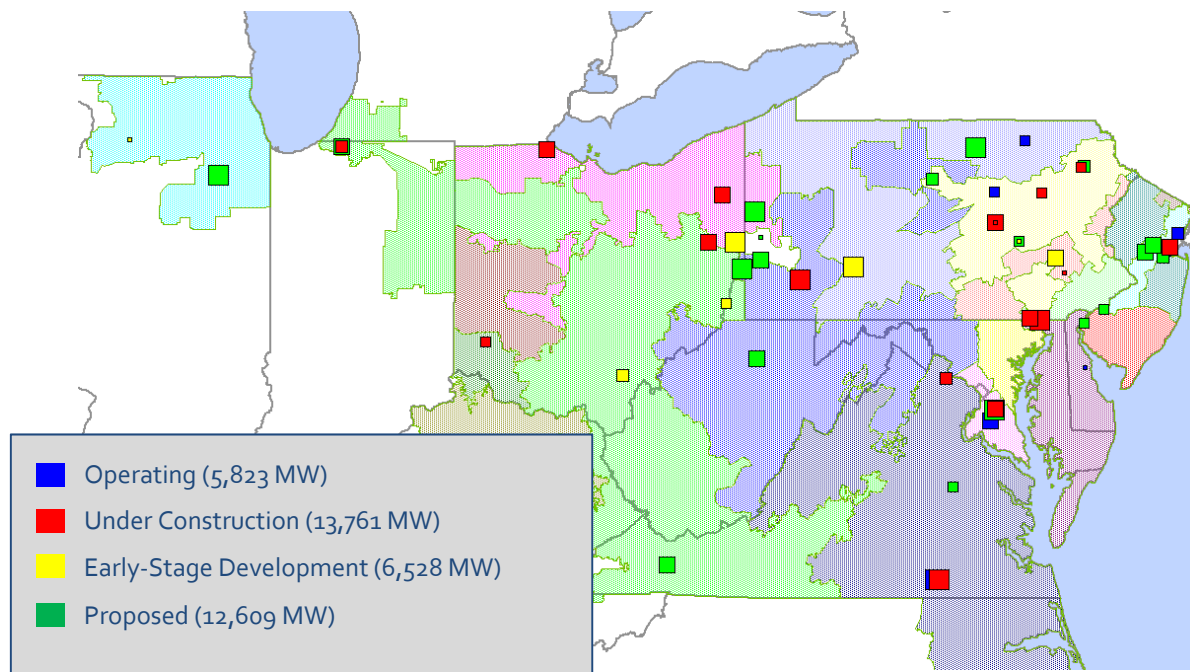 Operating (5,823 MW)
Under Construction (13,761 MW)
Early-Stage Development (6,528 MW)
Proposed (12,609 MW)